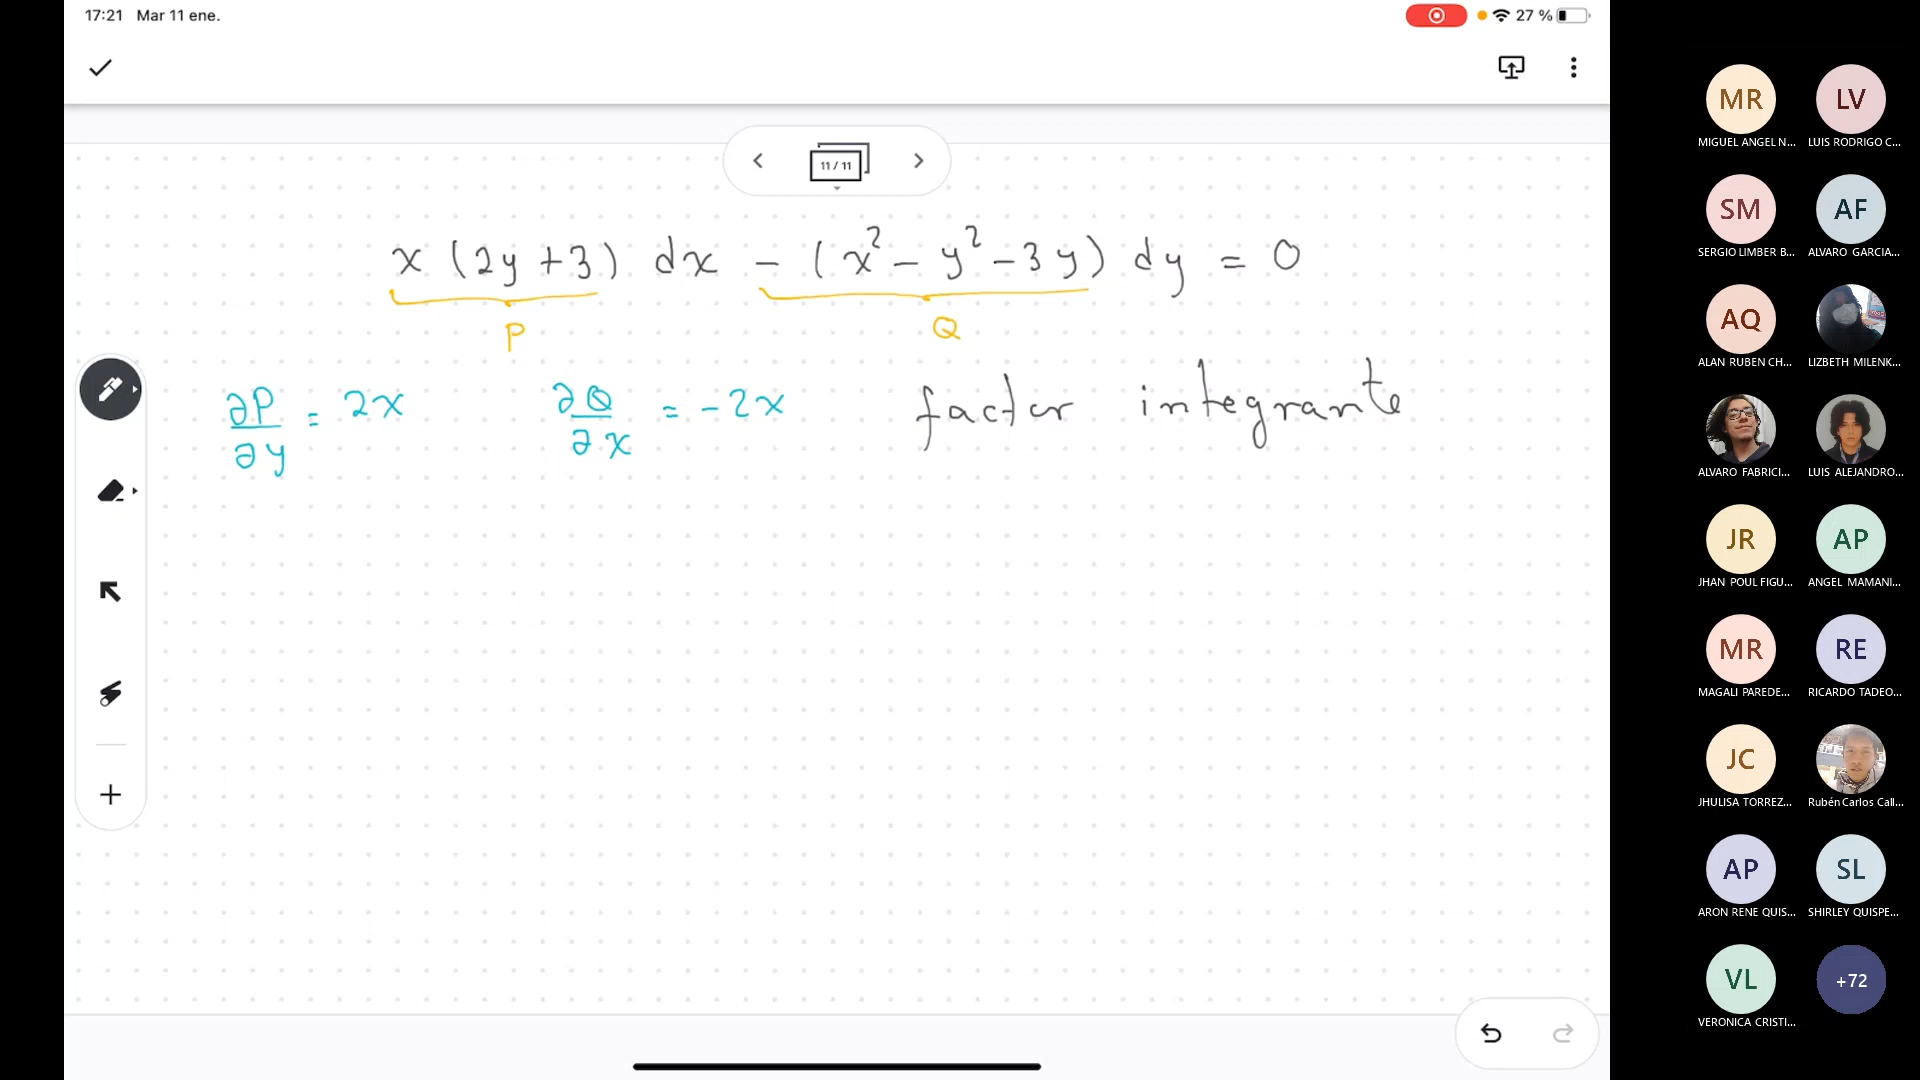 17:21 Mar 11 ene.
27 %
11 / 11
x (2y + 3) dx - (x² - y² - 3y) dy = 0
P Q
∂P/∂y = 2x ∂Q/∂x = -2x factor integrante
MR LV
MIGUEL ANGEL N... LUIS RODRIGO C...
SM AF
SERGIO LIMBER B... ALVARO GARCIA...
AQ
ALAN RUBEN CH... LIZBETH MILENK...
ALVARO FABRICI... LUIS ALEJANDRO...
JR AP
JHAN POUL FIGU... ANGEL MAMANI...
MR RE
MAGALI PAREDE... RICARDO TADEO...
JC
JHULISA TORREZ... Rubén Carlos Call...
AP SL
ARON RENE QUIS... SHIRLEY QUISPE...
VL +72
VERONICA CRISTI...